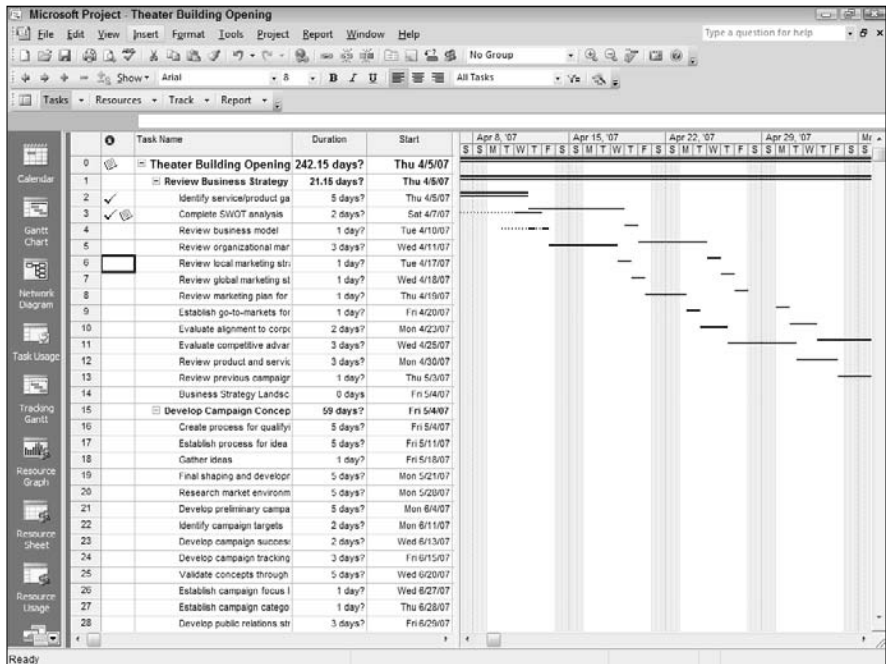 Microsoft Project - Theater Building Opening
File Edit View Insert Format Tools Project Report Window Help
Type a question for help
No Group
Show Arial 8 B I U All Tasks
Tasks Resources Track Report
Task Name Duration Start Apr 8, '07 Apr 15, '07 Apr 22, '07 Apr 29, '07
S S M T W T F S S M T W T F S S M T W T F S S M T W T F S S
0 Theater Building Opening 242.15 days? Thu 4/5/07
1 Review Business Strategy 21.15 days? Thu 4/5/07
2 Identify service/product ga 5 days? Thu 4/5/07
3 Complete SWOT analysis 2 days? Sat 4/7/07
4 Review business model 1 day? Tue 4/10/07
5 Review organizational mar 3 days? Wed 4/11/07
6 Review local marketing stra 1 day? Tue 4/17/07
7 Review global marketing st 1 day? Wed 4/18/07
8 Review marketing plan for 1 day? Thu 4/19/07
9 Establish go-to-markets for 1 day? Fri 4/20/07
10 Evaluate alignment to corpo 2 days? Mon 4/23/07
11 Evaluate competitive advar 3 days? Wed 4/25/07
12 Review product and servic 3 days? Mon 4/30/07
13 Review previous campaigr 1 day? Thu 5/3/07
14 Business Strategy Landsc 0 days Fri 5/4/07
15 Develop Campaign Concep 59 days? Fri 5/4/07
16 Create process for qualifyi 5 days? Fri 5/4/07
17 Establish process for idea 5 days? Fri 5/11/07
18 Gather ideas 1 day? Fri 5/18/07
19 Final shaping and developr 5 days? Mon 5/21/07
20 Research market environm 5 days? Mon 5/28/07
21 Develop preliminary campa 5 days? Mon 6/4/07
22 Identify campaign targets 2 days? Mon 6/11/07
23 Develop campaign success 2 days? Wed 6/13/07
24 Develop campaign tracking 3 days? Fri 6/15/07
25 Validate concepts through 5 days? Wed 6/20/07
26 Establish campaign focus l 1 day? Wed 6/27/07
27 Establish campaign catego 1 day? Thu 6/28/07
28 Develop public relations str 3 days? Fri 6/29/07
Calendar
Gantt
Chart
Network
Diagram
Task Usage
Tracking
Gantt
Resource
Graph
Resource
Sheet
Resource
Usage
Ready